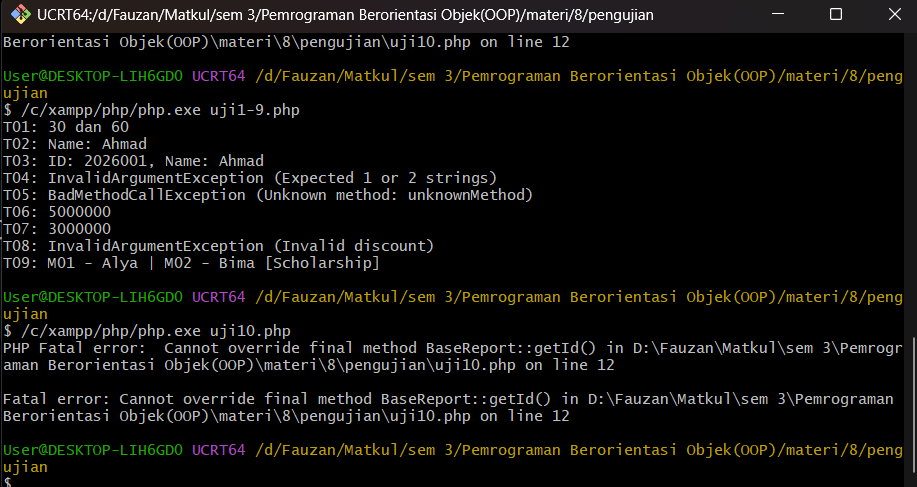 UCRT64:/d/Fauzan/Matkul/sem 3/Pemrograman Berorientasi Objek(OOP)/materi/8/pengujian
Berorientasi Objek(OOP)\materi\8\pengujian\uji10.php on line 12
User@DESKTOP-LIH6GDO UCRT64 /d/Fauzan/Matkul/sem 3/Pemrograman Berorientasi Objek(OOP)/materi/8/peng
ujian
$ /c/xampp/php/php.exe uji1-9.php
T01: 30 dan 60
T02: Name: Ahmad
T03: ID: 2026001, Name: Ahmad
T04: InvalidArgumentException (Expected 1 or 2 strings)
T05: BadMethodCallException (Unknown method: unknownMethod)
T06: 5000000
T07: 3000000
T08: InvalidArgumentException (Invalid discount)
T09: M01 - Alya | M02 - Bima [Scholarship]
User@DESKTOP-LIH6GDO UCRT64 /d/Fauzan/Matkul/sem 3/Pemrograman Berorientasi Objek(OOP)/materi/8/peng
ujian
$ /c/xampp/php/php.exe uji10.php
PHP Fatal error:  Cannot override final method BaseReport::getId() in D:\Fauzan\Matkul\sem 3\Pemrogr
aman Berorientasi Objek(OOP)\materi\8\pengujian\uji10.php on line 12
Fatal error: Cannot override final method BaseReport::getId() in D:\Fauzan\Matkul\sem 3\Pemrograman
Berorientasi Objek(OOP)\materi\8\pengujian\uji10.php on line 12
User@DESKTOP-LIH6GDO UCRT64 /d/Fauzan/Matkul/sem 3/Pemrograman Berorientasi Objek(OOP)/materi/8/peng
ujian
$